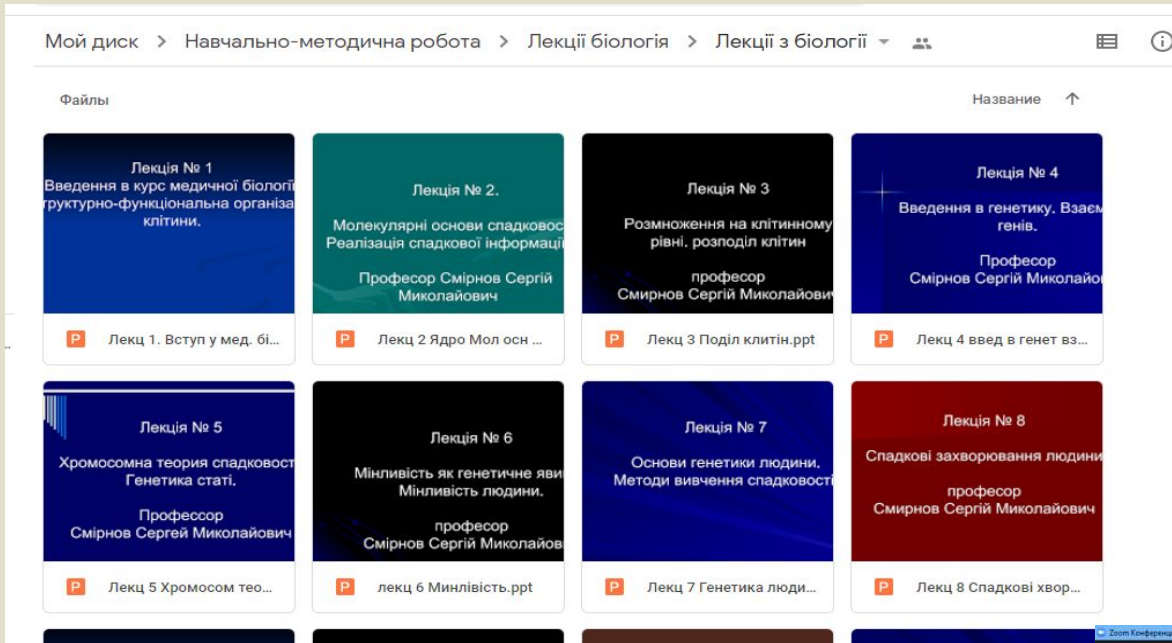 Мой диск > Навчально-методична робота > Лекції біологія > Лекції з біології
Файлы
Название
Лекція № 1
Введення в курс медичної біології
труктурно-функціональна організа
клітини.
Лекц 1. Вступ у мед. бі...
Лекція № 2.
Молекулярні основи спадковос
Реалізація спадкової інформації
Професор Смірнов Сергій
Миколайович
Лекц 2 Ядро Мол осн ...
Лекція № 3
Розмноження на клітинному
рівні. розподіл клітин
професор
Смирнов Сергій Миколайович
Лекц 3 Поділ клитін.ppt
Лекція № 4
Введення в генетику. Взаєм
генів.
Професор
Смірнов Сергій Миколайо
Лекц 4 введ в генет вз...
Лекція № 5
Хромосомна теория спадковост
Генетика статі.
Профессор
Смірнов Сергей Миколайович
Лекц 5 Хромосом тео...
Лекція № 6
Мінливість як генетичне яви
Мінливість людини.
професор
Смірнов Сергій Миколайов
лекц 6 Минлівість.ppt
Лекція № 7
Основи генетики людини.
Методи вивчення спадковості
Лекц 7 Генетика люди...
Лекція № 8
Спадкові захворювання людини
професор
Смирнов Сергій Миколайович
Лекц 8 Спадкові хвор...
Zoom Конференц